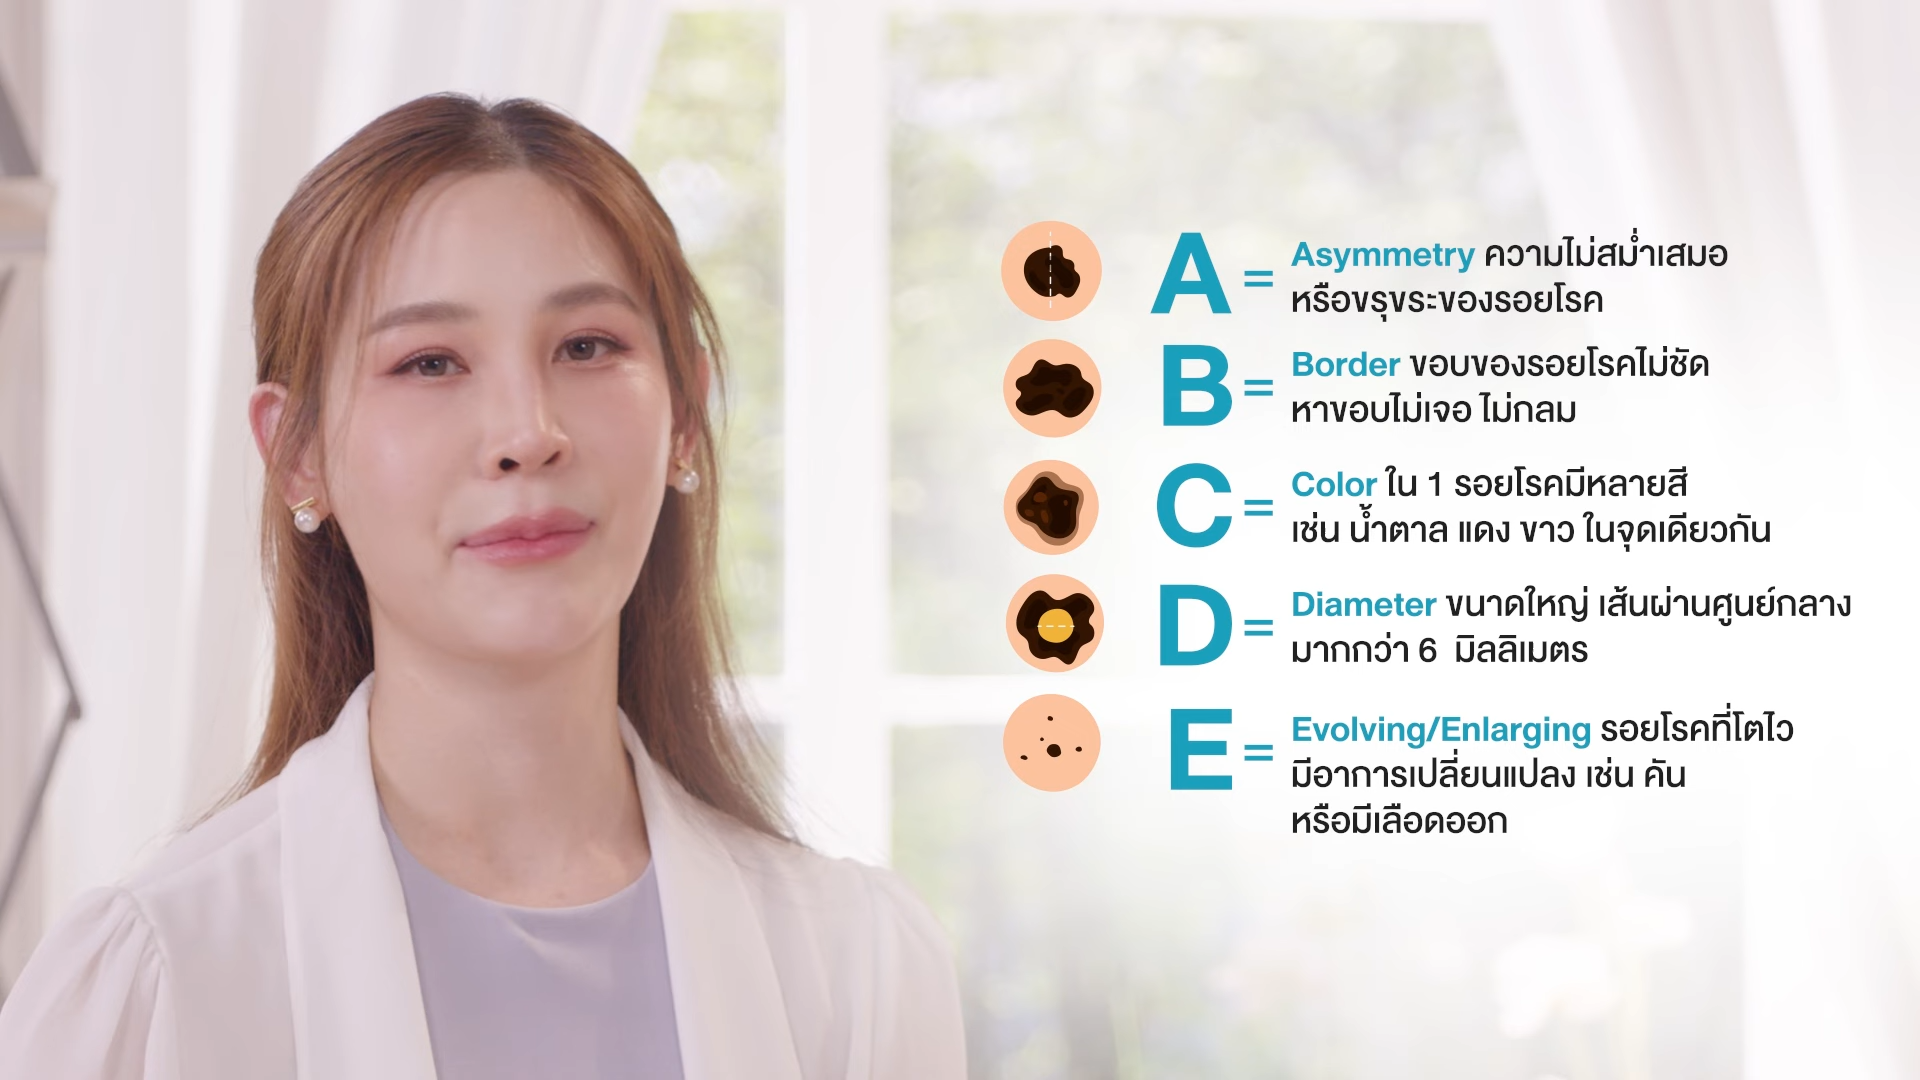 A = Asymmetry ความไม่สม่ำเสมอ
หรือขรุขระของรอยโรค
B = Border ขอบของรอยโรคไม่ชัด
หาขอบไม่เจอ ไม่กลม
C = Color ใน 1 รอยโรคมีหลายสี
เช่น น้ำตาล แดง ขาว ในจุดเดียวกัน
D = Diameter ขนาดใหญ่ เส้นผ่านศูนย์กลาง
มากกว่า 6 มิลลิเมตร
E = Evolving/Enlarging รอยโรคที่โตไว
มีอาการเปลี่ยนแปลง เช่น คัน
หรือมีเลือดออก